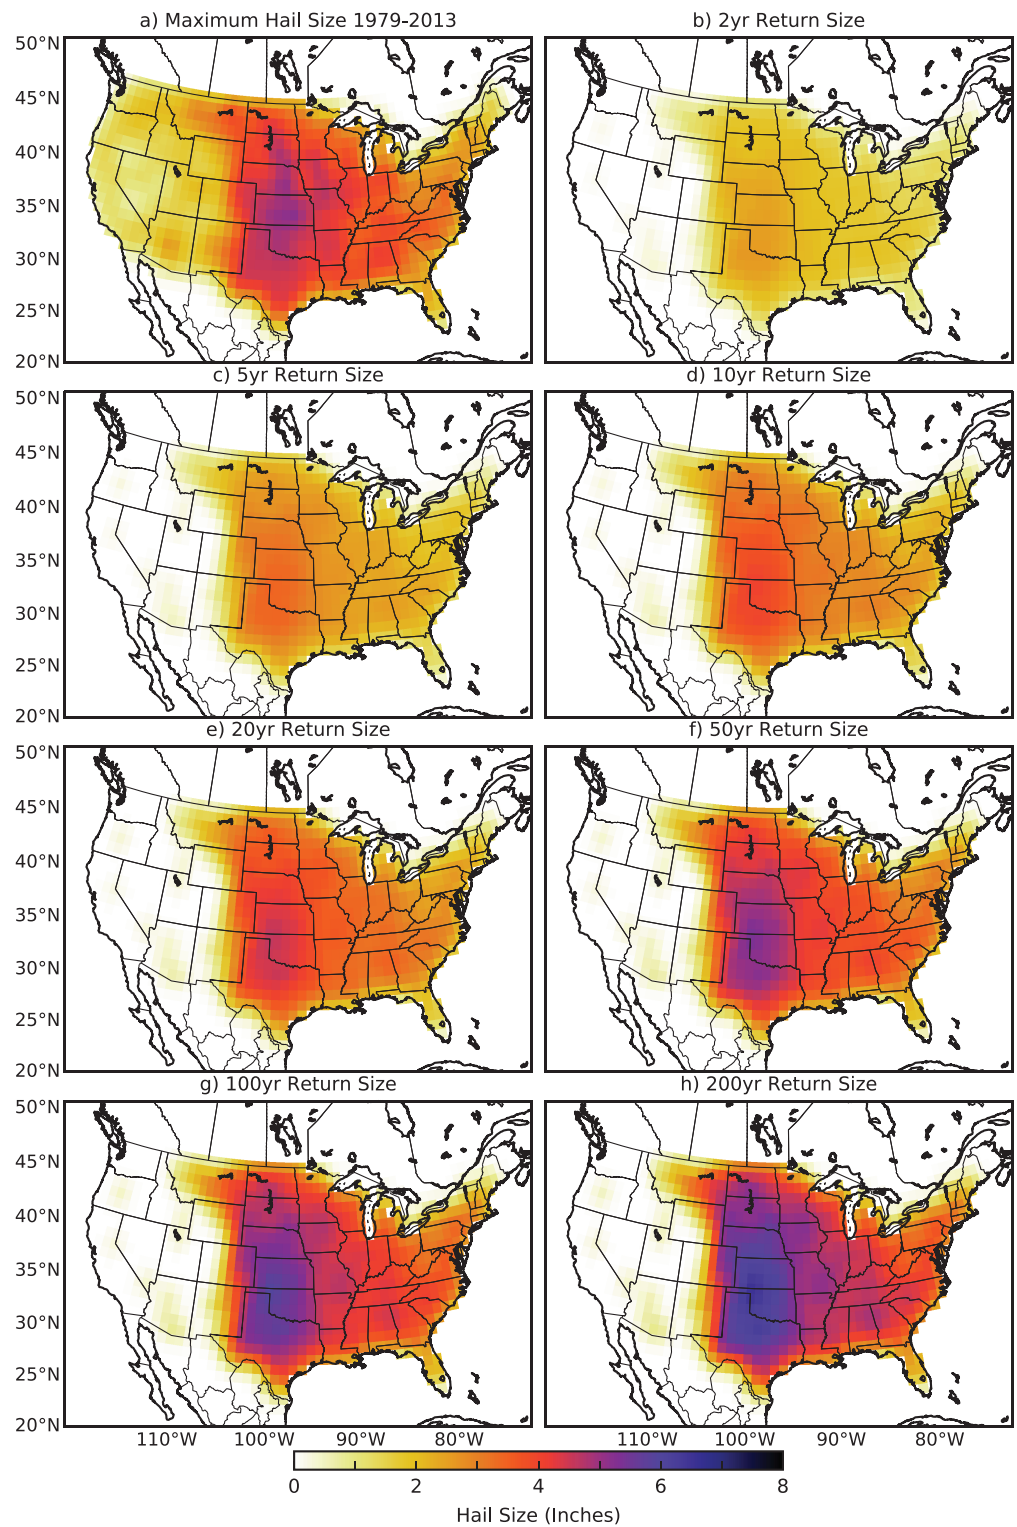 a) Maximum Hail Size 1979-2013
b) 2yr Return Size
50°N
45°N
40°N
35°N
30°N
25°N
20°N
c) 5yr Return Size
d) 10yr Return Size
50°N
45°N
40°N
35°N
30°N
25°N
20°N
e) 20yr Return Size
f) 50yr Return Size
50°N
45°N
40°N
35°N
30°N
25°N
20°N
g) 100yr Return Size
h) 200yr Return Size
50°N
45°N
40°N
35°N
30°N
25°N
20°N
110°W 100°W 90°W 80°W
110°W 100°W 90°W 80°W
0 2 4 6 8
Hail Size (Inches)